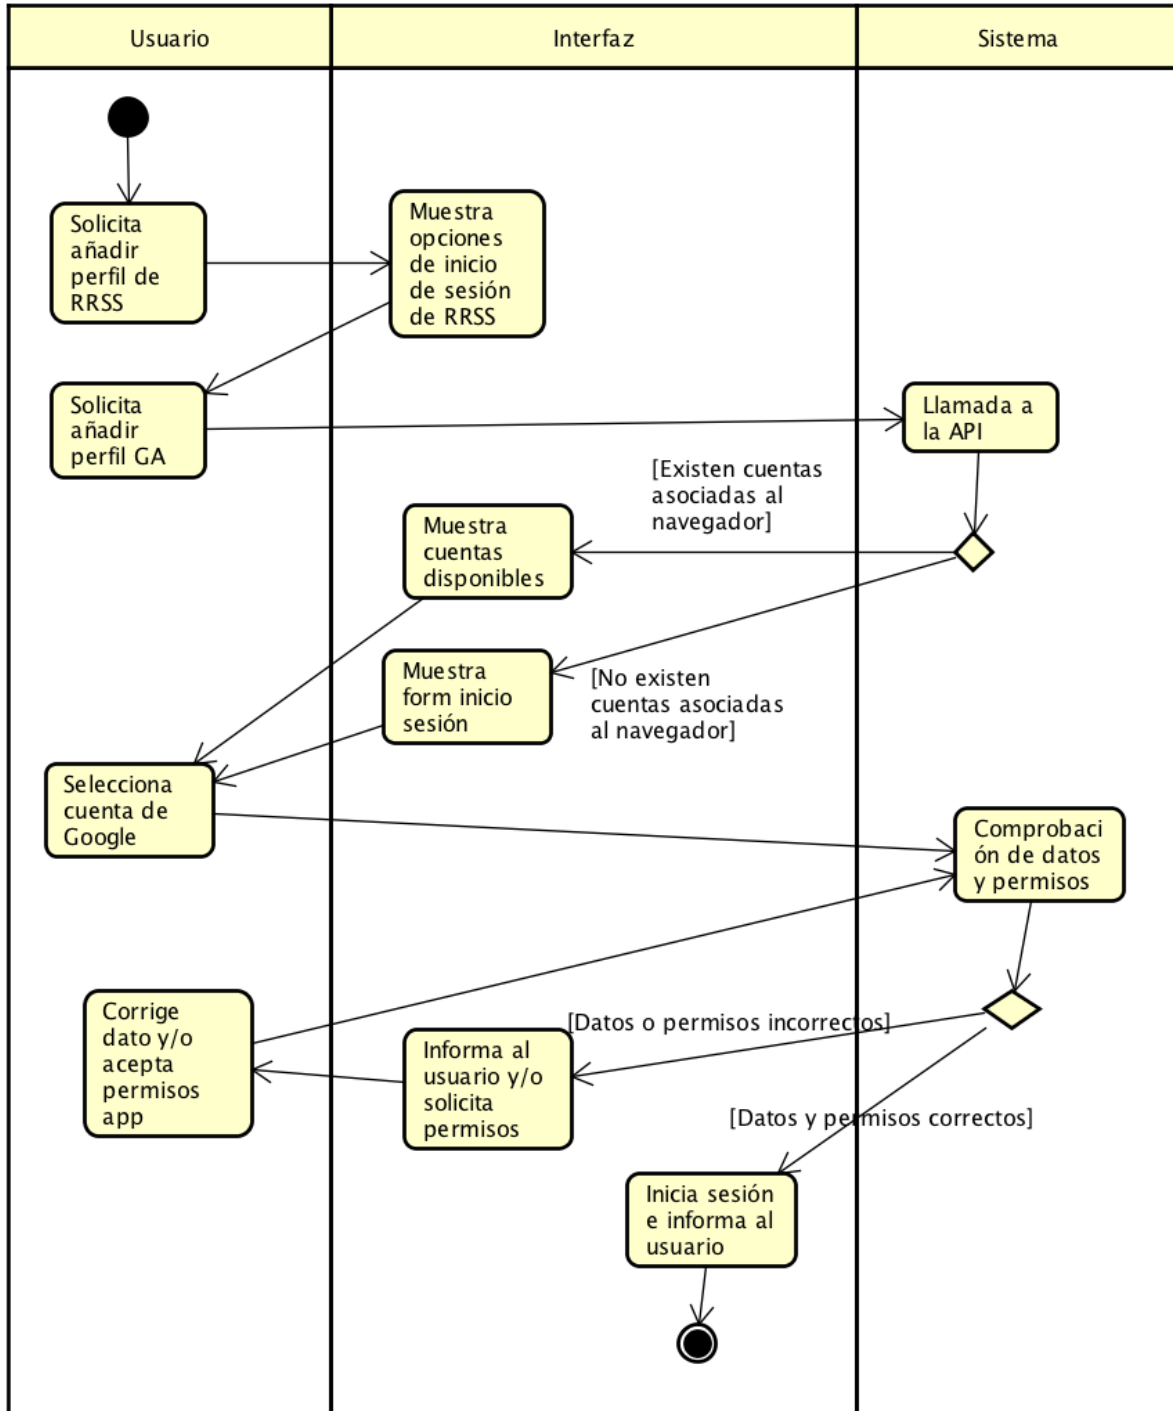 Usuario
Interfaz
Sistema
Solicita
añadir
perfil de
RRSS
Muestra
opciones
de inicio
de sesión
de RRSS
Solicita
añadir
perfil GA
Llamada a
la API
[Existen cuentas
asociadas al
navegador]
Muestra
cuentas
disponibles
Muestra
form inicio
sesión
[No existen
cuentas asociadas
al navegador]
Selecciona
cuenta de
Google
Comprobaci
ón de datos
y permisos
Corrige
dato y/o
acepta
permisos
app
[Datos o permisos incorrectos]
Informa al
usuario y/o
solicita
permisos
[Datos y permisos correctos]
Inicia sesión
e informa al
usuario